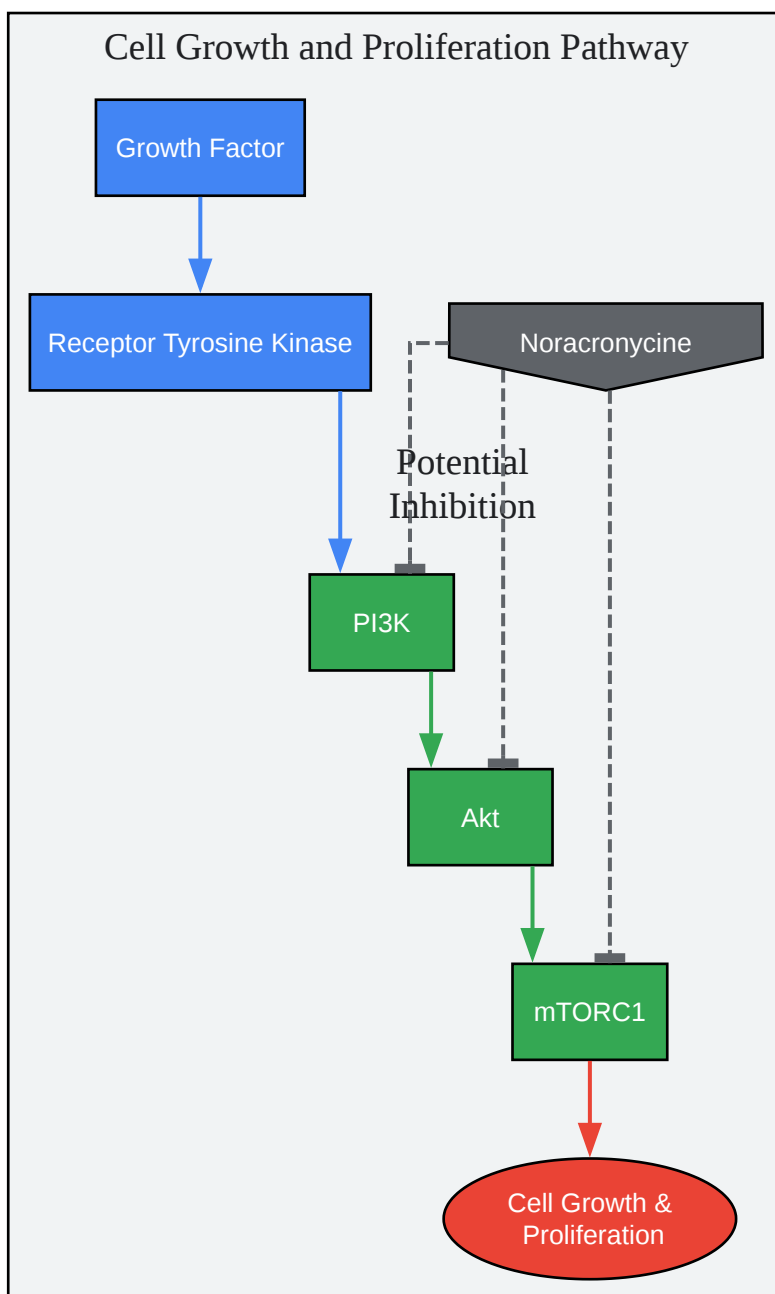 Cell Growth and Proliferation Pathway
Growth Factor
Receptor Tyrosine Kinase
Noracronycine
Potential
Inhibition
PI3K
Akt
mTORC1
Cell Growth &
Proliferation